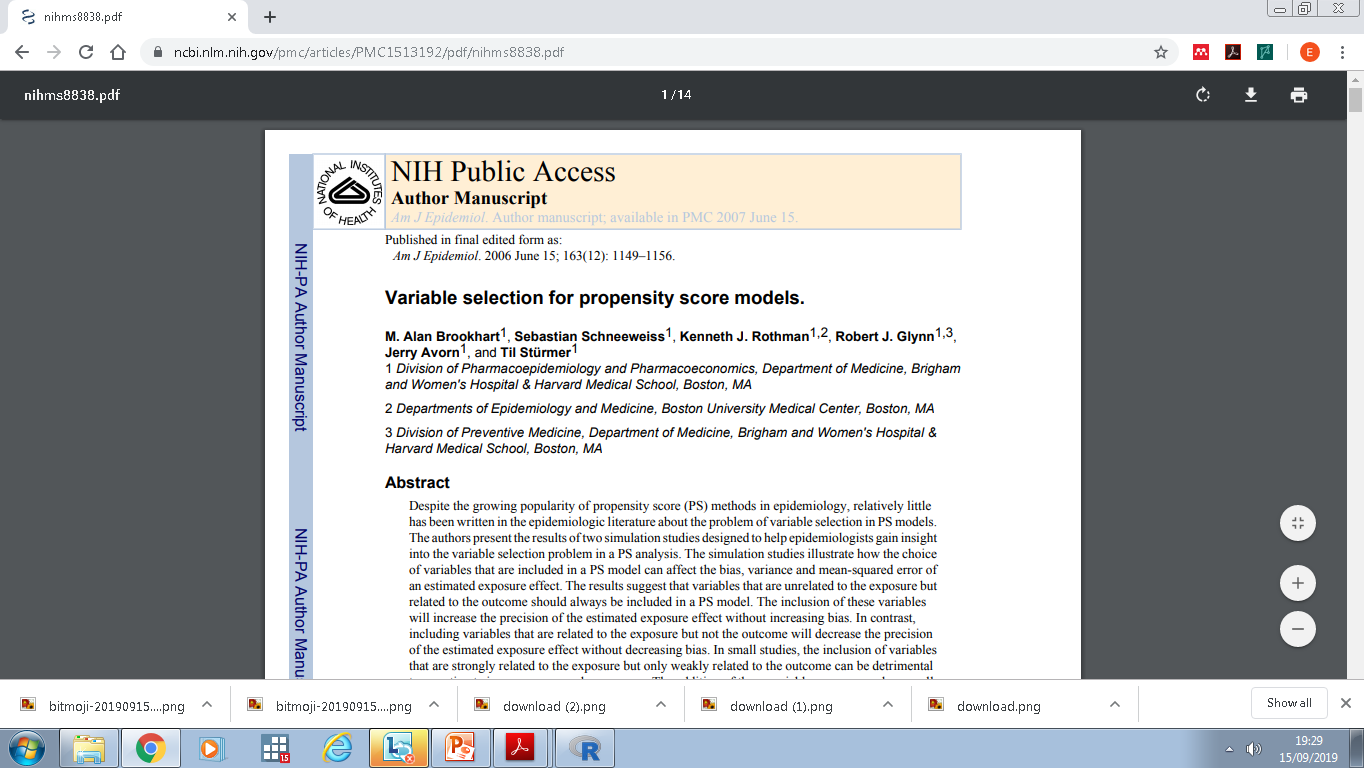 nihms8838.pdf
ncbi.nlm.nih.gov/pmc/articles/PMC1513192/pdf/nihms8838.pdf
E
nihms8838.pdf
1 / 14
NATIONAL INSTITUTES OF HEALTH
NIH Public Access
Author Manuscript
Am J Epidemiol. Author manuscript; available in PMC 2007 June 15.
Published in final edited form as:
Am J Epidemiol. 2006 June 15; 163(12): 1149–1156.
NIH-PA Author Manuscript
Variable selection for propensity score models.
M. Alan Brookhart1, Sebastian Schneeweiss1, Kenneth J. Rothman1,2, Robert J. Glynn1,3,
Jerry Avorn1, and Til Stürmer1
1 Division of Pharmacoepidemiology and Pharmacoeconomics, Department of Medicine, Brigham
and Women's Hospital & Harvard Medical School, Boston, MA
2 Departments of Epidemiology and Medicine, Boston University Medical Center, Boston, MA
3 Division of Preventive Medicine, Department of Medicine, Brigham and Women's Hospital &
Harvard Medical School, Boston, MA
Abstract
Despite the growing popularity of propensity score (PS) methods in epidemiology, relatively little
has been written in the epidemiologic literature about the problem of variable selection in PS models.
The authors present the results of two simulation studies designed to help epidemiologists gain insight
into the variable selection problem in a PS analysis. The simulation studies illustrate how the choice
of variables that are included in a PS model can affect the bias, variance and mean-squared error of
an estimated exposure effect. The results suggest that variables that are unrelated to the exposure but
related to the outcome should always be included in a PS model. The inclusion of these variables
will increase the precision of the estimated exposure effect without increasing bias. In contrast,
including variables that are related to the exposure but not the outcome will decrease the precision
of the estimated exposure effect without decreasing bias. In small studies, the inclusion of variables
that are strongly related to the exposure but only weakly related to the outcome can be detrimental
NIH-PA Author Manu
bitmoji-20190915....png
bitmoji-20190915....png
download (2).png
download (1).png
download.png
Show all
15
19:29
15/09/2019